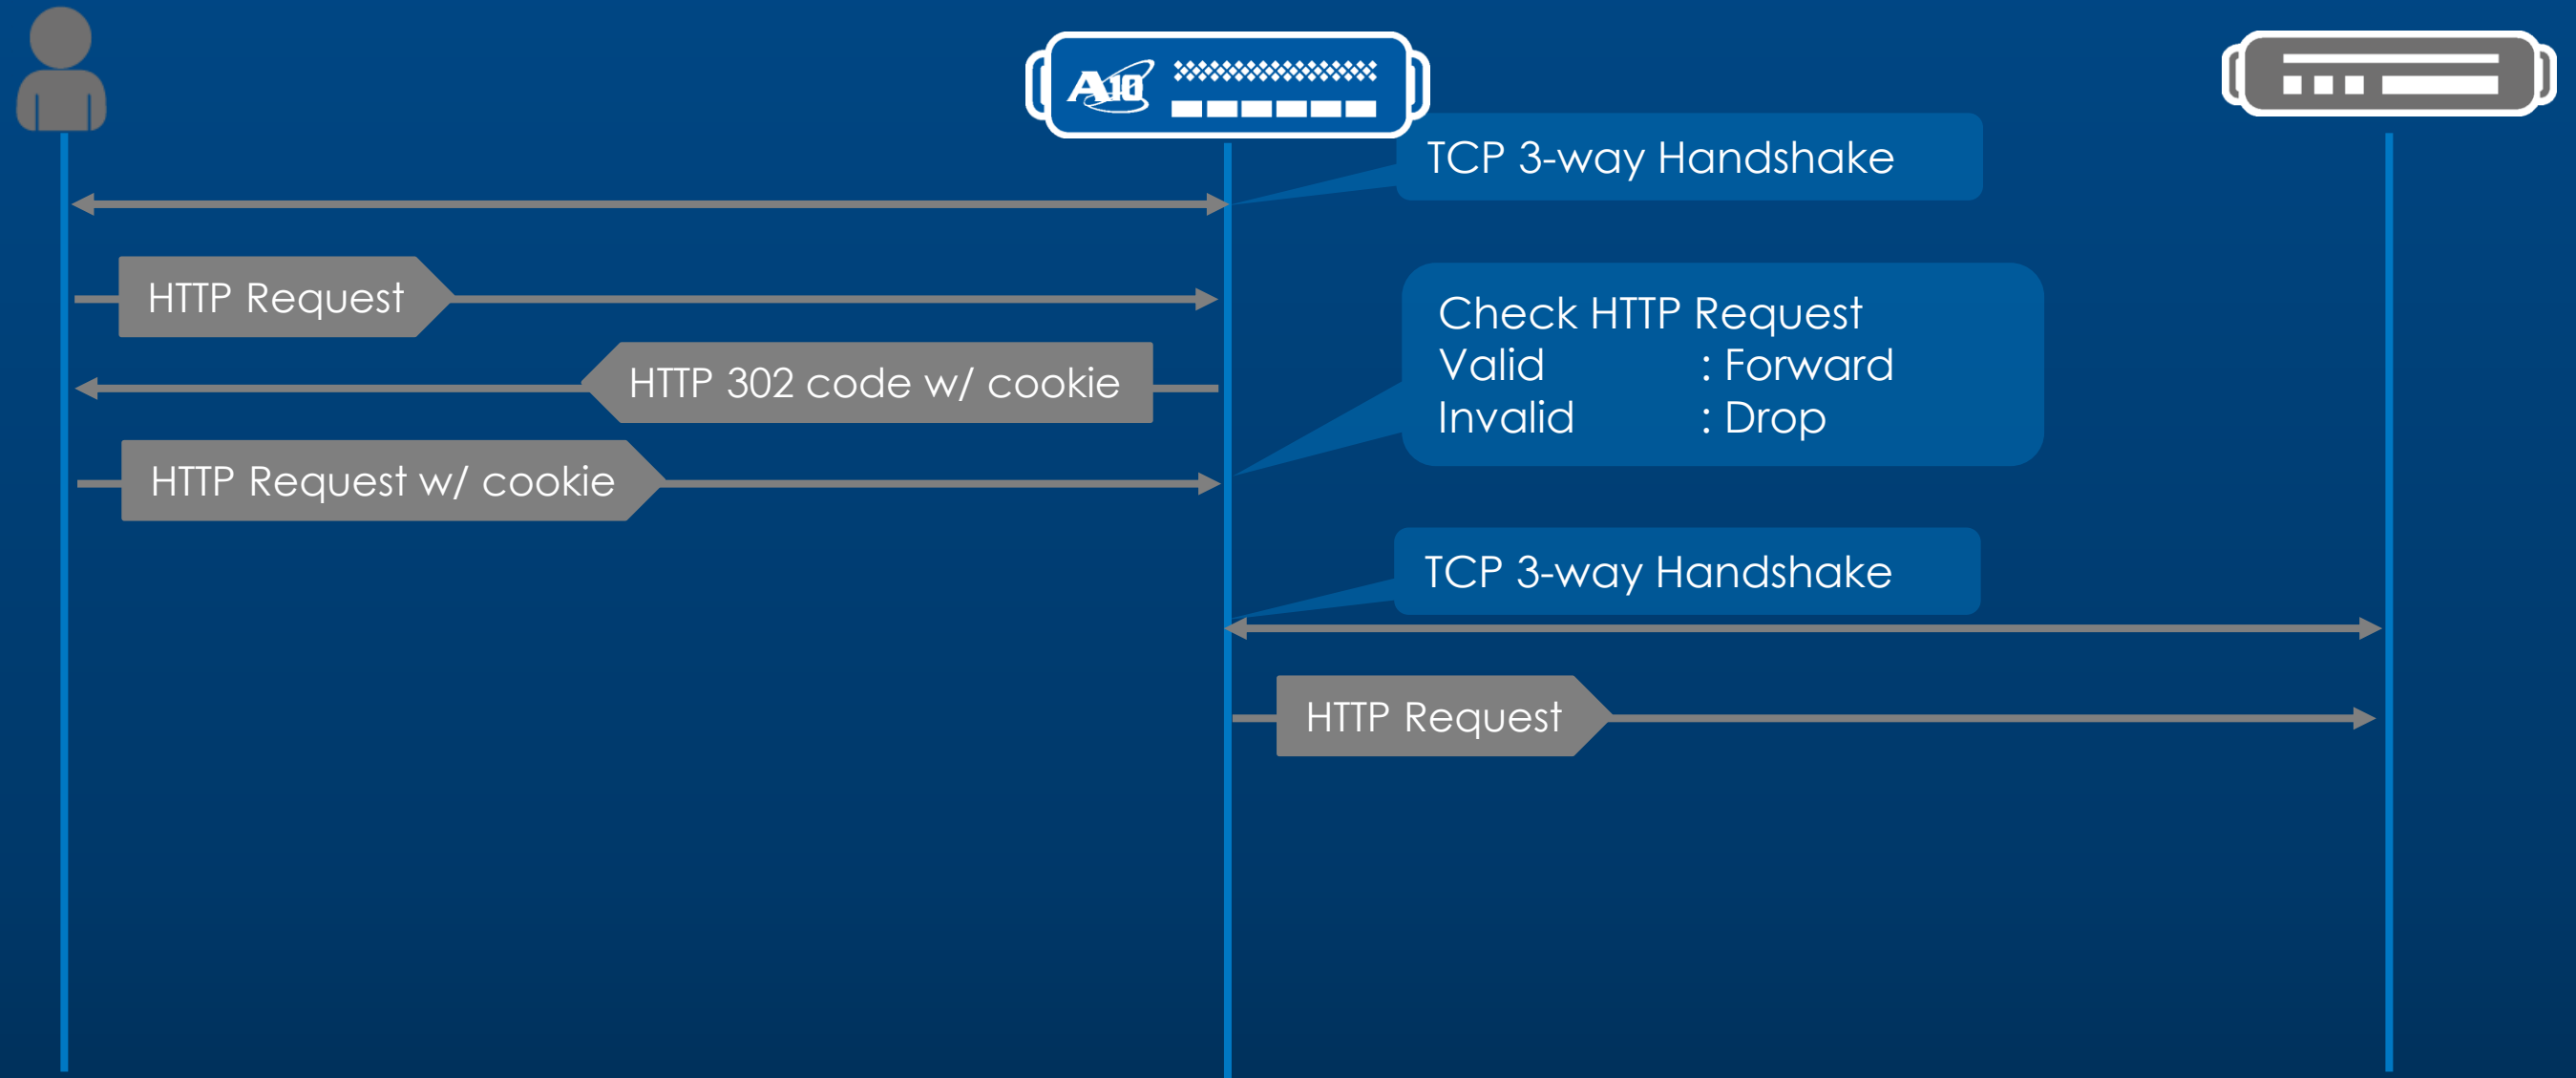 A10
TCP 3-way Handshake
HTTP Request
Check HTTP Request
Valid : Forward
Invalid : Drop
HTTP 302 code w/ cookie
HTTP Request w/ cookie
TCP 3-way Handshake
HTTP Request